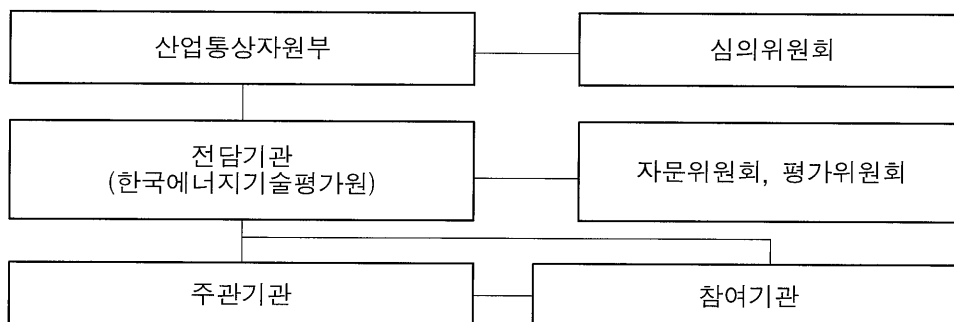 산업통상자원부
심의위원회
전담기관
(한국에너지기술평가원)
자문위원회, 평가위원회
주관기관
참여기관